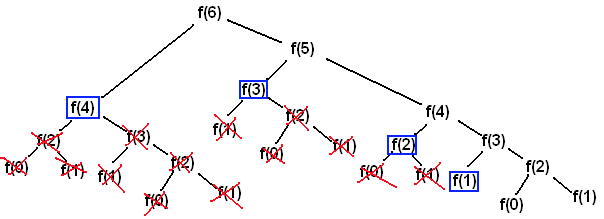 f(6)
f(5)
f(4) f(3) f(4)
f(2) f(3) f(1) f(2) f(2) f(3)
f(0) f(1) f(1) f(2) f(0) f(1) f(0) f(1) f(1) f(2)
f(0) f(1) f(0) f(1)